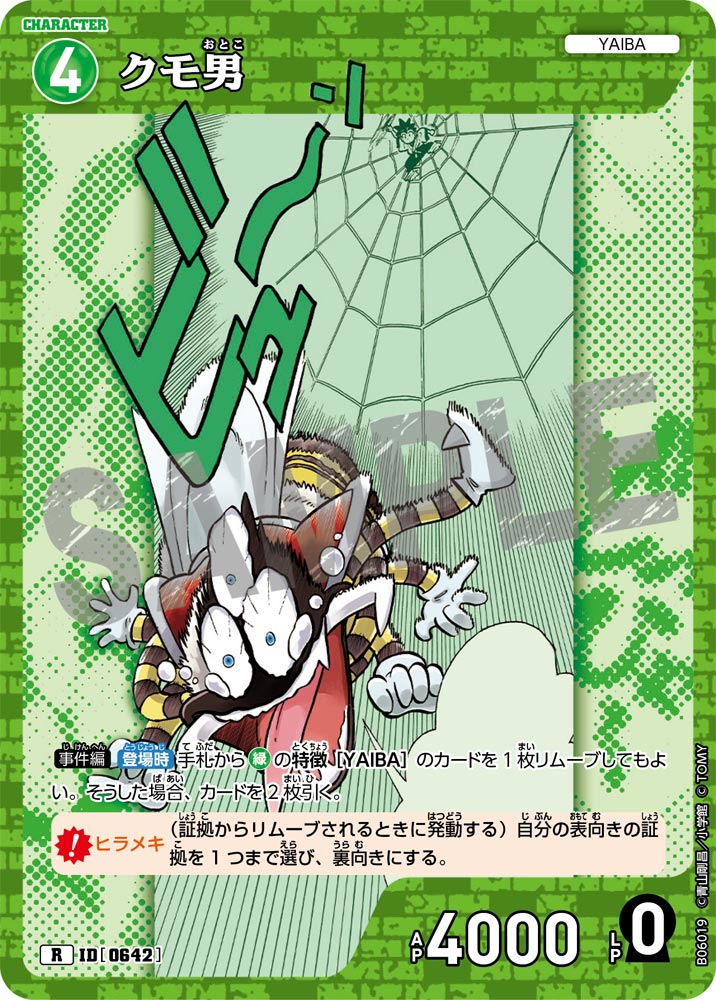 CHARACTER
4
クモ男
おとこ
YAIBA
ビュ
ーン
SAMPLE
事件編 登場時 手札から緑の特徴[YAIBA]のカードを1枚リムーブしてもよ
い。そうした場合、カードを2枚引く。
ヒラメキ (証拠からリムーブされるときに発動する) 自分の表向きの証
拠を1つまで選び、裏向きにする。
R ID[0642]
AP 4000
LP 0
B06019 ©青山剛昌/小学館 © TOMY